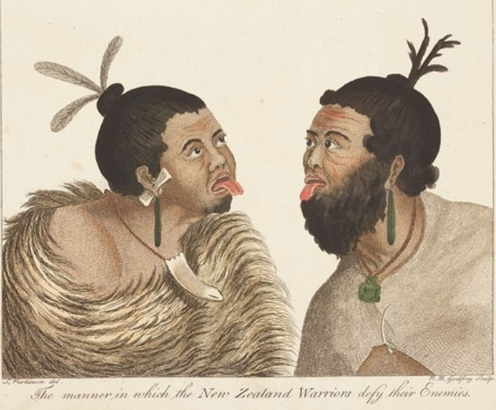 S. Parkinson del. R. B. Godfrey Sculp.
The manner in which the New Zealand Warriors defy their Enemies.